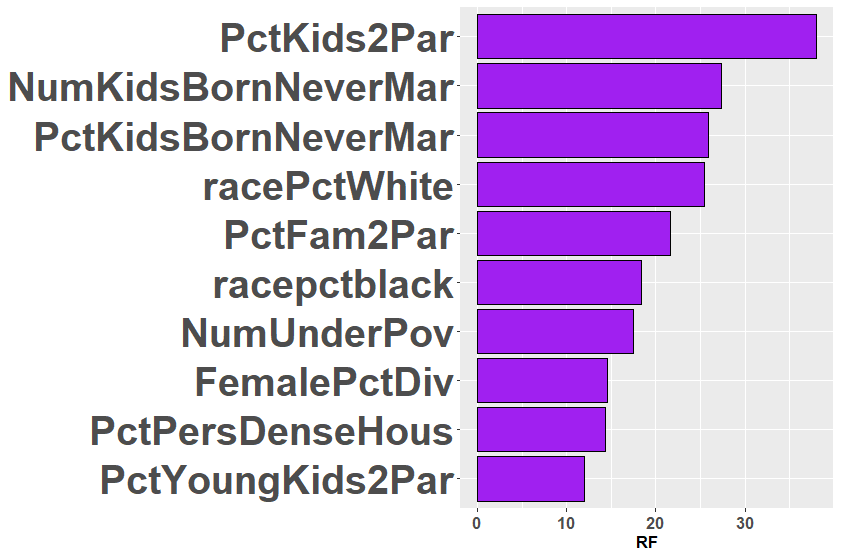 PctKids2Par
NumKidsBornNeverMar
PctKidsBornNeverMar
racePctWhite
PctFam2Par
racepctblack
NumUnderPov
FemalePctDiv
PctPersDenseHous
PctYoungKids2Par
0 10 20 30
RF